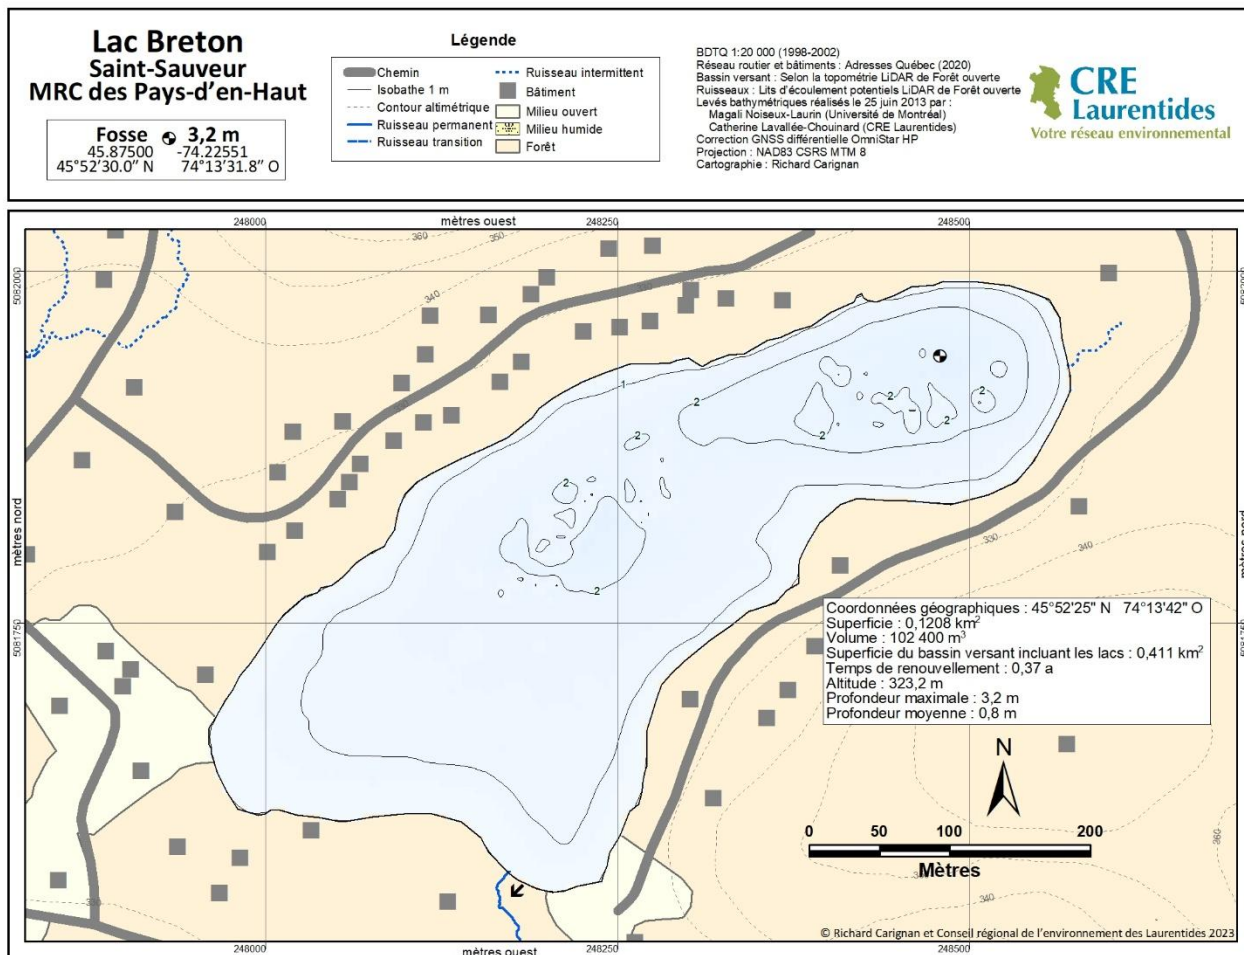 Lac Breton
Saint-Sauveur
MRC des Pays-d'en-Haut
Fosse 3,2 m
45.87500 -74.22551
45°52'30.0" N 74°13'31.8" O
Légende
Chemin
Isobathe 1 m
Contour altimétrique
Ruisseau permanent
Ruisseau transition
Ruisseau intermittent
Bâtiment
Milieu ouvert
Milieu humide
Forêt
BDTQ 1:20 000 (1998-2002)
Réseau routier et bâtiments : Adresses Québec (2020)
Bassin versant : Selon la topométrie LiDAR de Forêt ouverte
Ruisseaux : Lits d'écoulement potentiels LiDAR de Forêt ouverte
Levés bathymétriques réalisés le 25 juin 2013 par :
Magali Noiseux-Laurin (Université de Montréal)
Catherine Lavallée-Chouinard (CRE Laurentides)
Correction GNSS différentielle OmniStar HP
Projection : NAD83 CSRS MTM 8
Cartographie : Richard Carignan
CRE
Laurentides
Votre réseau environnemental
248000 mètres ouest 248250 248500
360 350
5082000 5082000
340
1
2
2
2
2
2
2
2
2
330
340
mètres nord
mètres nord
5081750
5081750
Coordonnées géographiques : 45°52'25" N 74°13'42" O
Superficie : 0,1208 km²
Volume : 102 400 m³
Superficie du bassin versant incluant les lacs : 0,411 km²
Temps de renouvellement : 0,37 a
Altitude : 323,2 m
Profondeur maximale : 3,2 m
Profondeur moyenne : 0,8 m
N
0 50 100 200
Mètres
360
340
330
© Richard Carignan et Conseil régional de l'environnement des Laurentides 2023
248000 mètres ouest 248250 248500